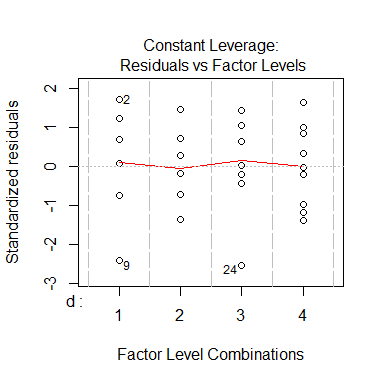 Constant Leverage:
Residuals vs Factor Levels
Standardized residuals
2
1
0
-1
-2
-3
2
9
24
d :
1 2 3 4
Factor Level Combinations